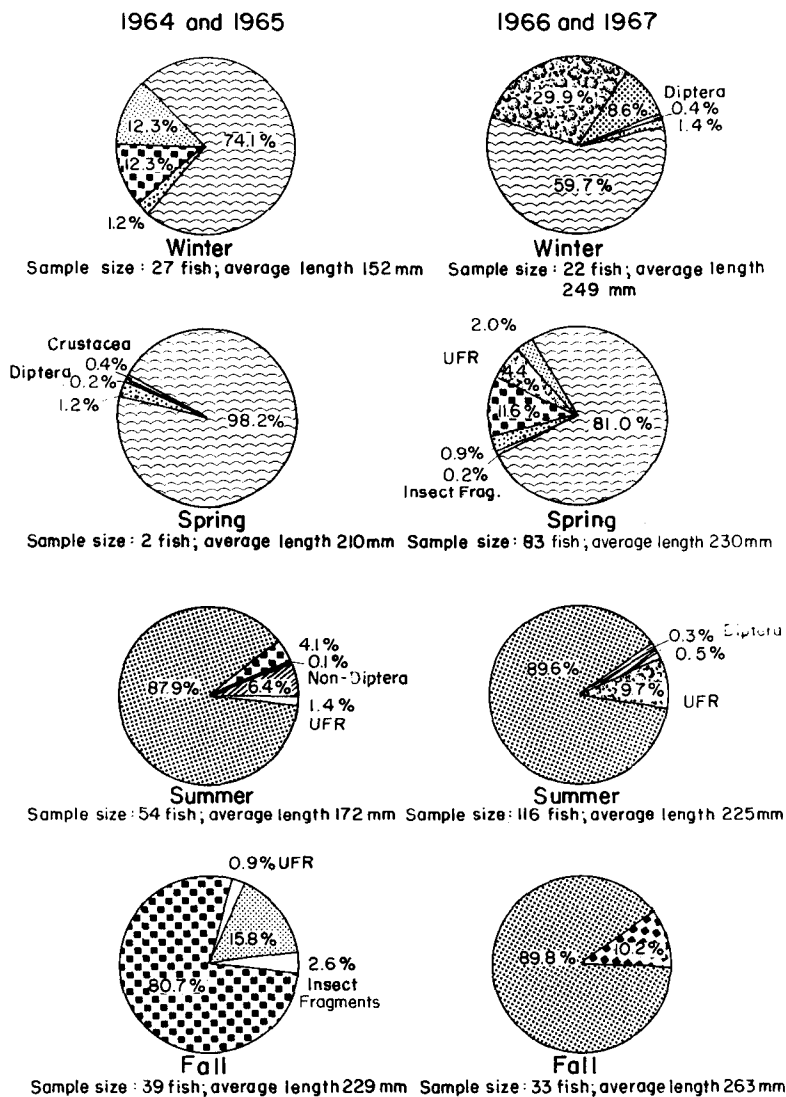 1964 and 1965
1966 and 1967
12.3%
74.1%
12.3%
1.2%
Winter
Sample size: 27 fish; average length 152 mm
29.9%
8.6%
Diptera
0.4%
1.4%
59.7%
Winter
Sample size: 22 fish; average length
249 mm
Crustacea
0.4%
Diptera
0.2%
1.2%
98.2%
Spring
Sample size: 2 fish; average length 210mm
2.0%
UFR
4.4
%
11.6%
81.0%
0.9%
0.2%
Insect Frag.
Spring
Sample size: 83 fish; average length 230mm
87.9%
4.1%
0.1%
Non-Diptera
6.4%
1.4%
UFR
Summer
Sample size: 54 fish; average length 172 mm
89.6%
0.3% Diptera
0.5%
9.7%
UFR
Summer
Sample size: 116 fish; average length 225mm
0.9% UFR
15.8%
2.6%
Insect
Fragments
80.7%
Fall
Sample size: 39 fish; average length 229 mm
89.8%
10.2%
Fall
Sample size: 33 fish; average length 263 mm